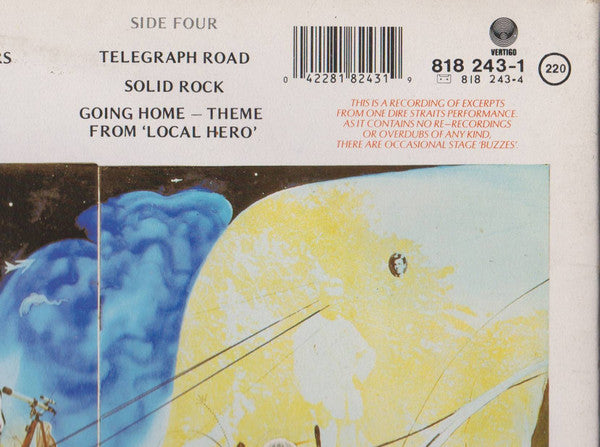 SIDE FOUR
RS
TELEGRAPH ROAD
SOLID ROCK
GOING HOME – THEME
FROM ‘LOCAL HERO’
0 42281 82431 9
VERTIGO
818 243-1
818 243-4
220
THIS IS A RECORDING OF EXCERPTS
FROM ONE DIRE STRAITS PERFORMANCE.
AS IT CONTAINS NO RE–RECORDINGS
OR OVERDUBS OF ANY KIND,
THERE ARE OCCASIONAL STAGE ‘BUZZES’.